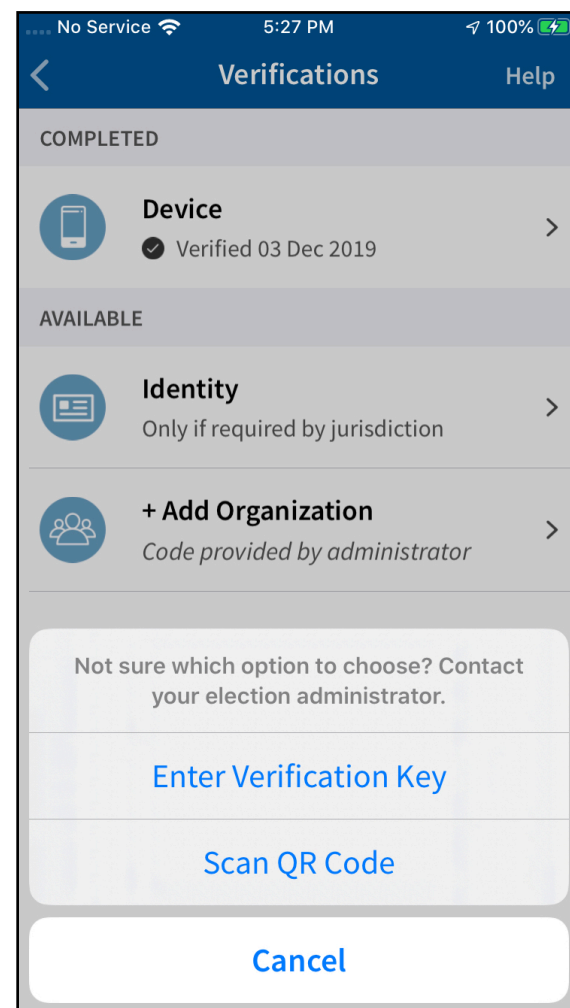 No Service 5:27 PM 100%
Verifications Help
COMPLETED
Device
Verified 03 Dec 2019
AVAILABLE
Identity
Only if required by jurisdiction
+ Add Organization
Code provided by administrator
Not sure which option to choose? Contact
your election administrator.
Enter Verification Key
Scan QR Code
Cancel